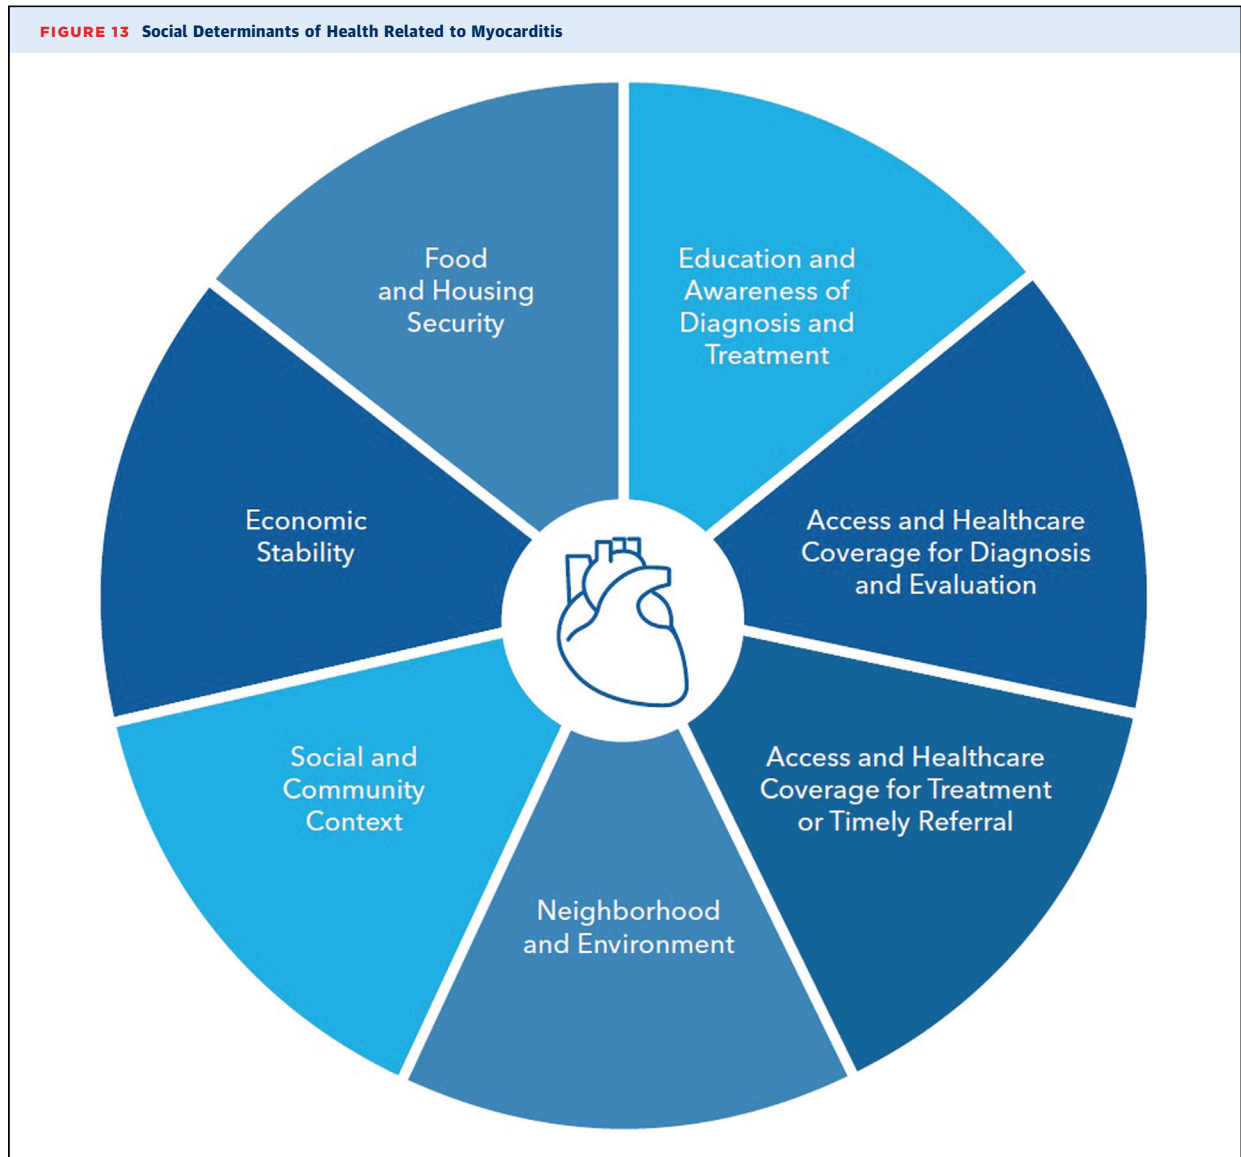 FIGURE 13 Social Determinants of Health Related to Myocarditis
Food
and Housing
Security
Education and
Awareness of
Diagnosis and
Treatment
Economic
Stability
Access and Healthcare
Coverage for Diagnosis
and Evaluation
Social and
Community
Context
Access and Healthcare
Coverage for Treatment
or Timely Referral
Neighborhood
and Environment